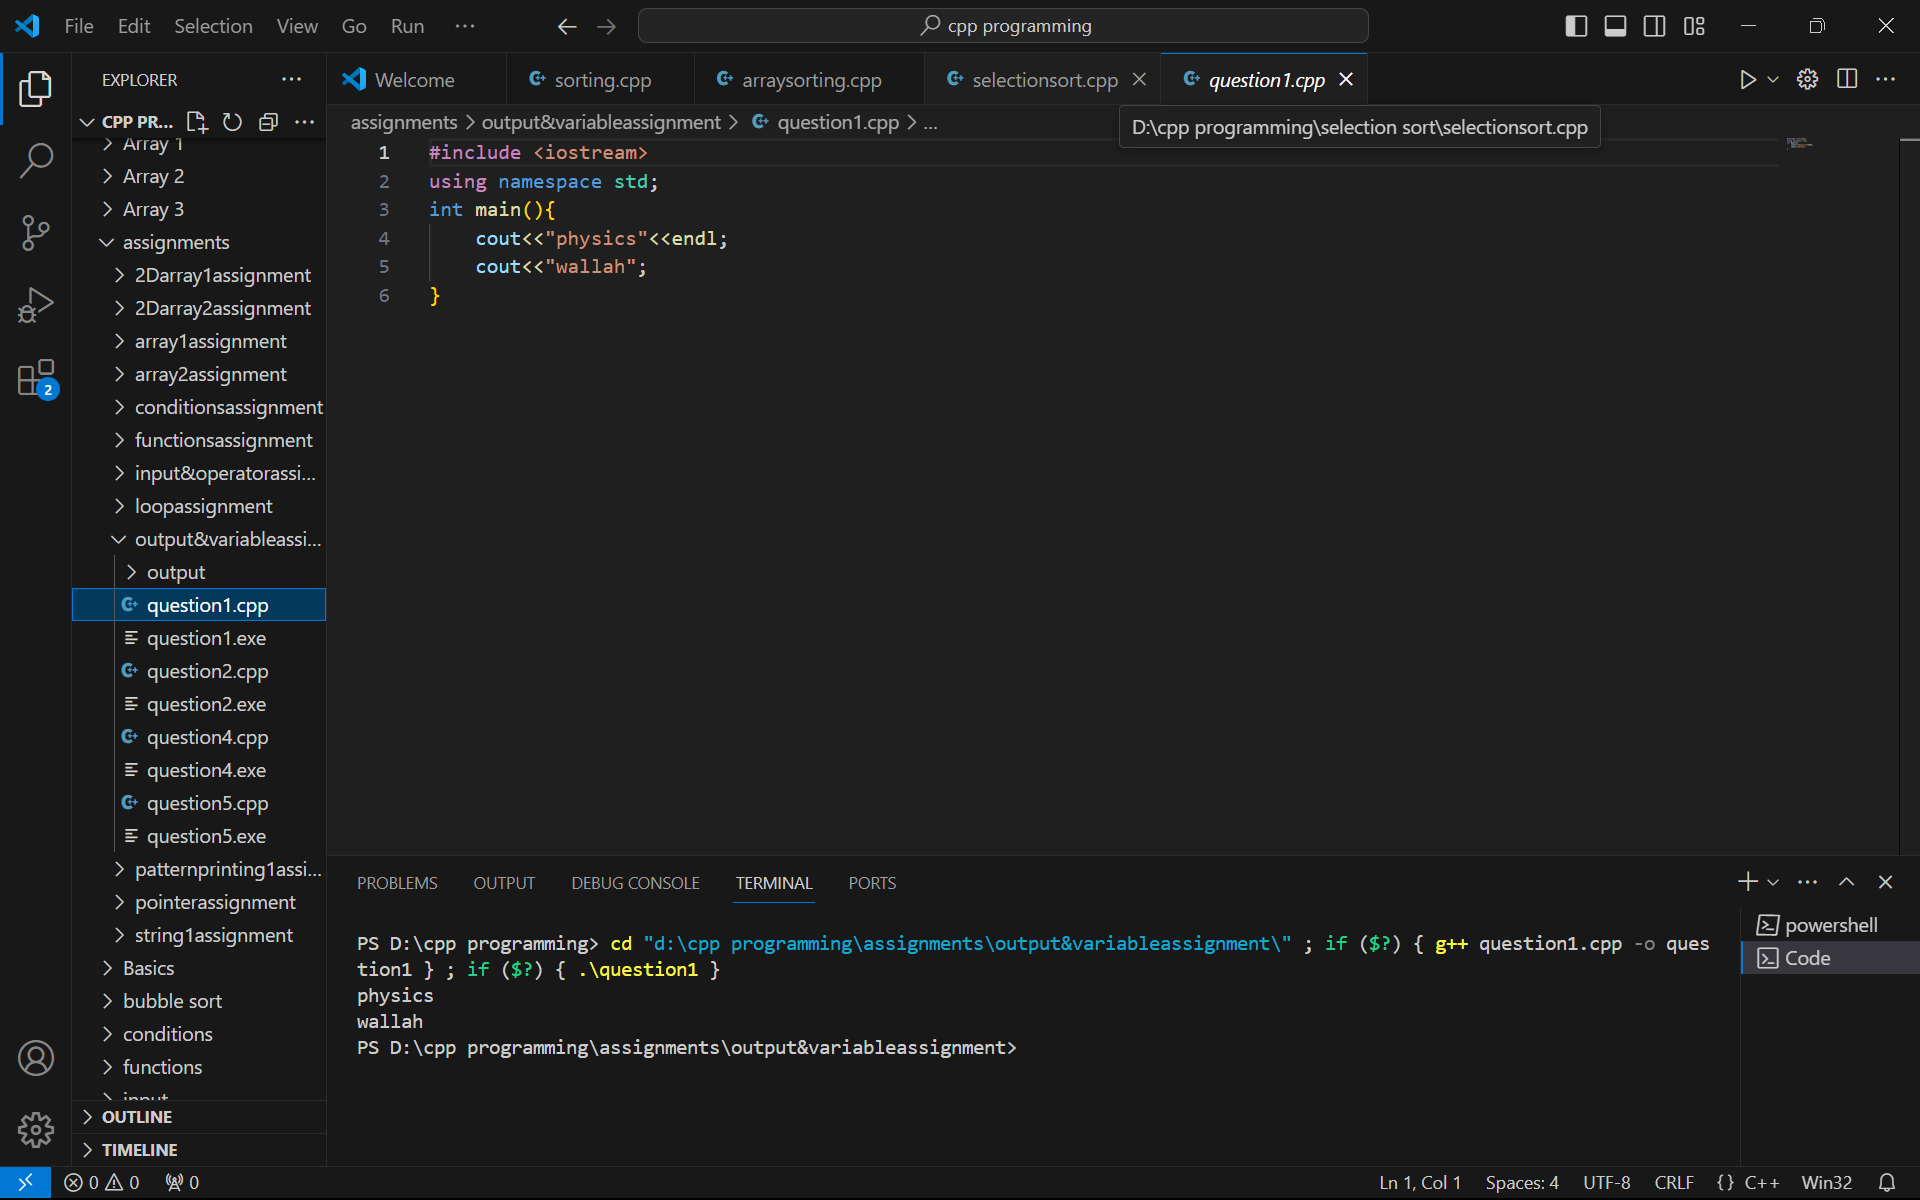 File Edit Selection View Go Run ···
cpp programming
EXPLORER
Welcome
sorting.cpp
arraysorting.cpp
selectionsort.cpp
question1.cpp
CPP PR...
assignments > output&variableassignment > question1.cpp > ...
D:\cpp programming\selection sort\selectionsort.cpp
Array 1
Array 2
Array 3
assignments
2Darray1assignment
2Darray2assignment
array1assignment
array2assignment
conditionsassignment
functionsassignment
input&operatorassi...
loopassignment
output&variableassi...
output
question1.cpp
question1.exe
question2.cpp
question2.exe
question4.cpp
question4.exe
question5.cpp
question5.exe
patternprinting1assi...
pointerassignment
string1assignment
Basics
bubble sort
conditions
functions
input
OUTLINE
TIMELINE
2
1 #include <iostream>
2 using namespace std;
3 int main(){
4 cout<<"physics"<<endl;
5 cout<<"wallah";
6 }
PROBLEMS OUTPUT DEBUG CONSOLE TERMINAL PORTS
PS D:\cpp programming> cd "d:\cpp programming\assignments\output&variableassignment\" ; if ($?) { g++ question1.cpp -o ques
tion1 } ; if ($?) { .\question1 }
physics
wallah
PS D:\cpp programming\assignments\output&variableassignment>
powershell
Code
0 0 0
Ln 1, Col 1 Spaces: 4 UTF-8 CRLF {} C++ Win32